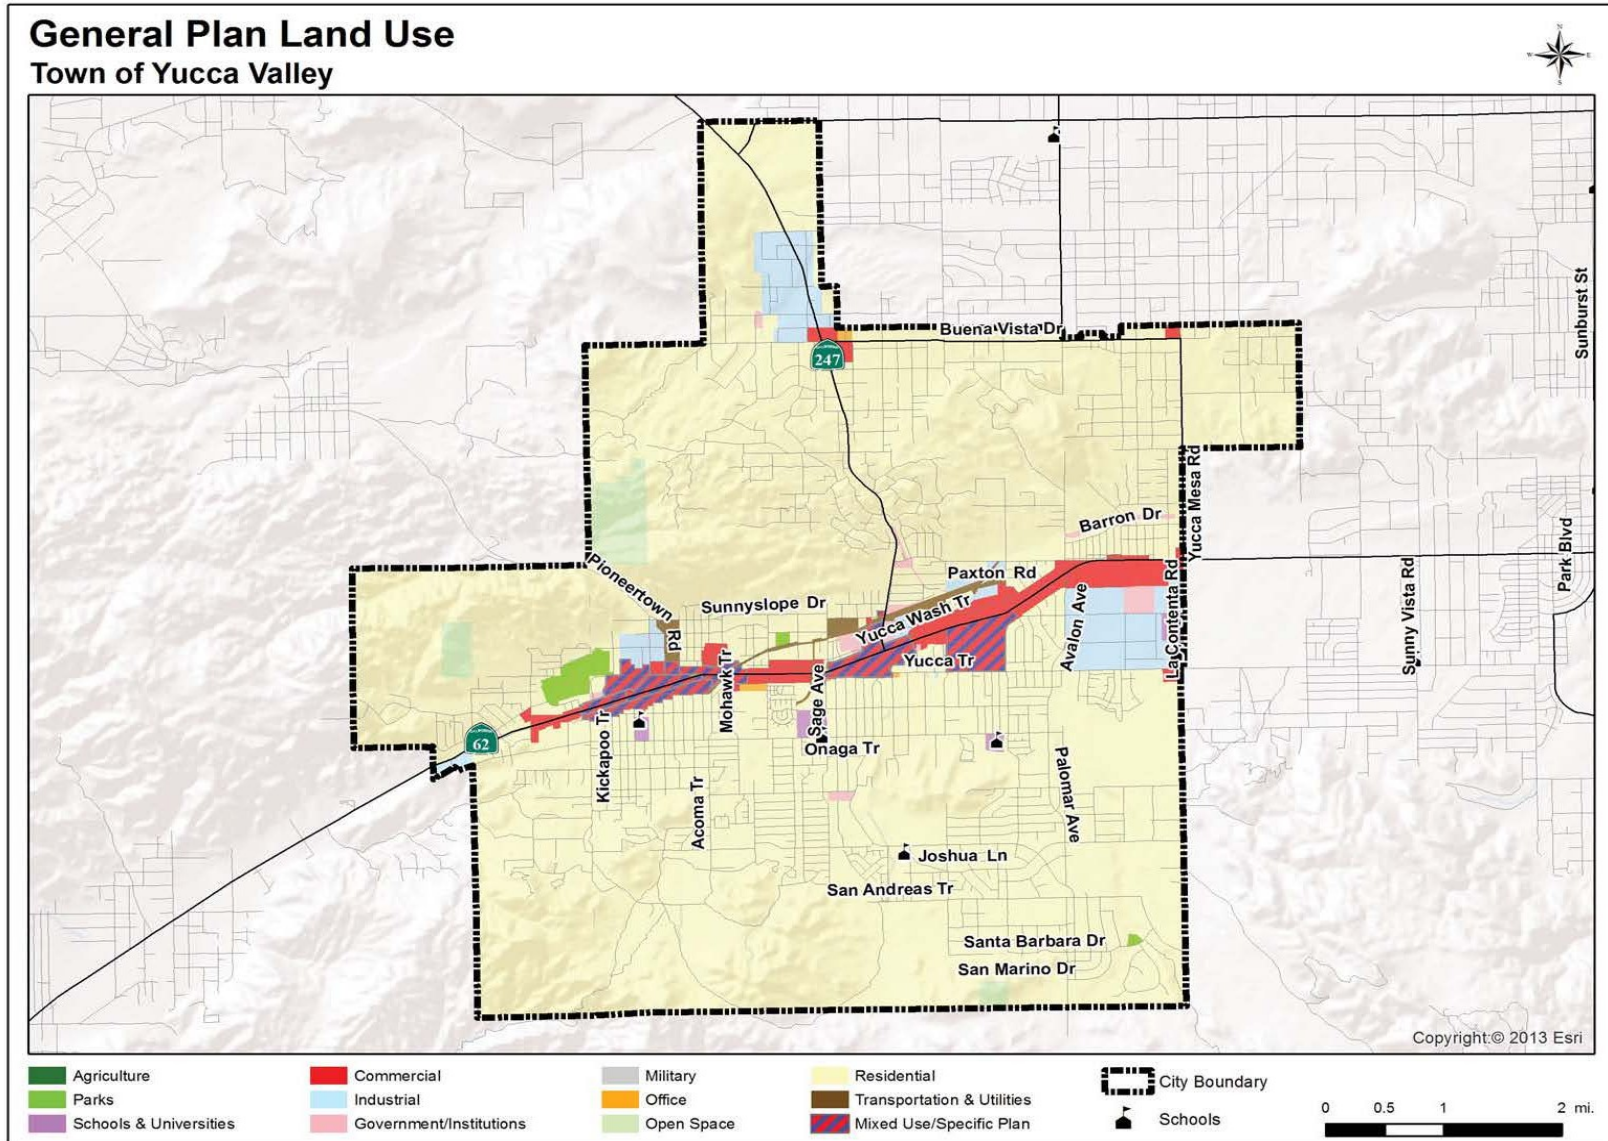 General Plan Land Use
Town of Yucca Valley
N
W
E
S
Buena Vista Dr
247
Sunburst St
Yucca Mesa Rd
Barron Dr
Park Blvd
Pioneertown Rd
Paxton Rd
Sunnyslope Dr
Yucca Wash Tr
Avalon Ave
La Contenta Rd
Sunny Vista Rd
Yucca Tr
Mohawk Tr
Sage Ave
62
Kickapoo Tr
Onaga Tr
Acoma Tr
Palomar Ave
Joshua Ln
San Andreas Tr
Santa Barbara Dr
San Marino Dr
Copyright:© 2013 Esri
Agriculture
Parks
Schools & Universities
Commercial
Industrial
Government/Institutions
Military
Office
Open Space
Residential
Transportation & Utilities
Mixed Use/Specific Plan
City Boundary
Schools
0 0.5 1 2 mi.